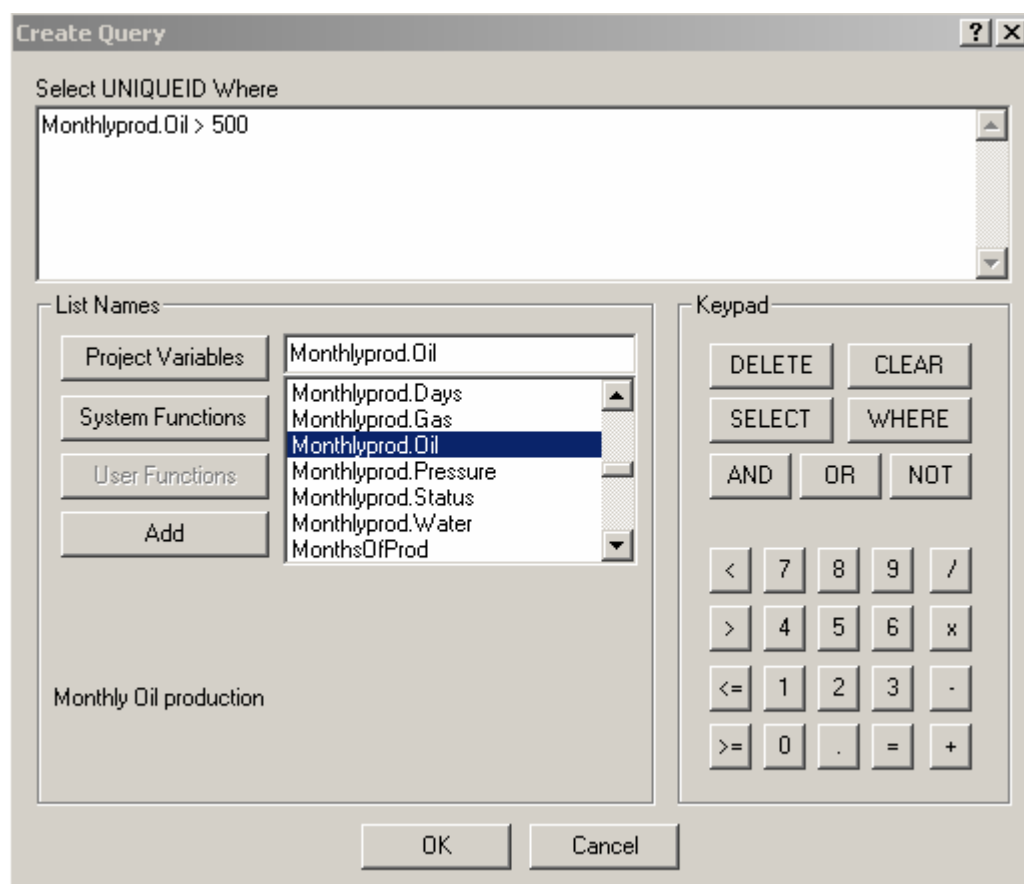 Create Query
? X
Select UNIQUEID Where
Monthlyprod.Oil > 500
List Names
Project Variables
System Functions
User Functions
Add
Monthlyprod.Oil
Monthlyprod.Days
Monthlyprod.Gas
Monthlyprod.Oil
Monthlyprod.Pressure
Monthlyprod.Status
Monthlyprod.Water
MonthsOfProd
Monthly Oil production
Keypad
DELETE CLEAR
SELECT WHERE
AND OR NOT
< 7 8 9 /
> 4 5 6 x
<= 1 2 3 -
>= 0 . = +
OK Cancel